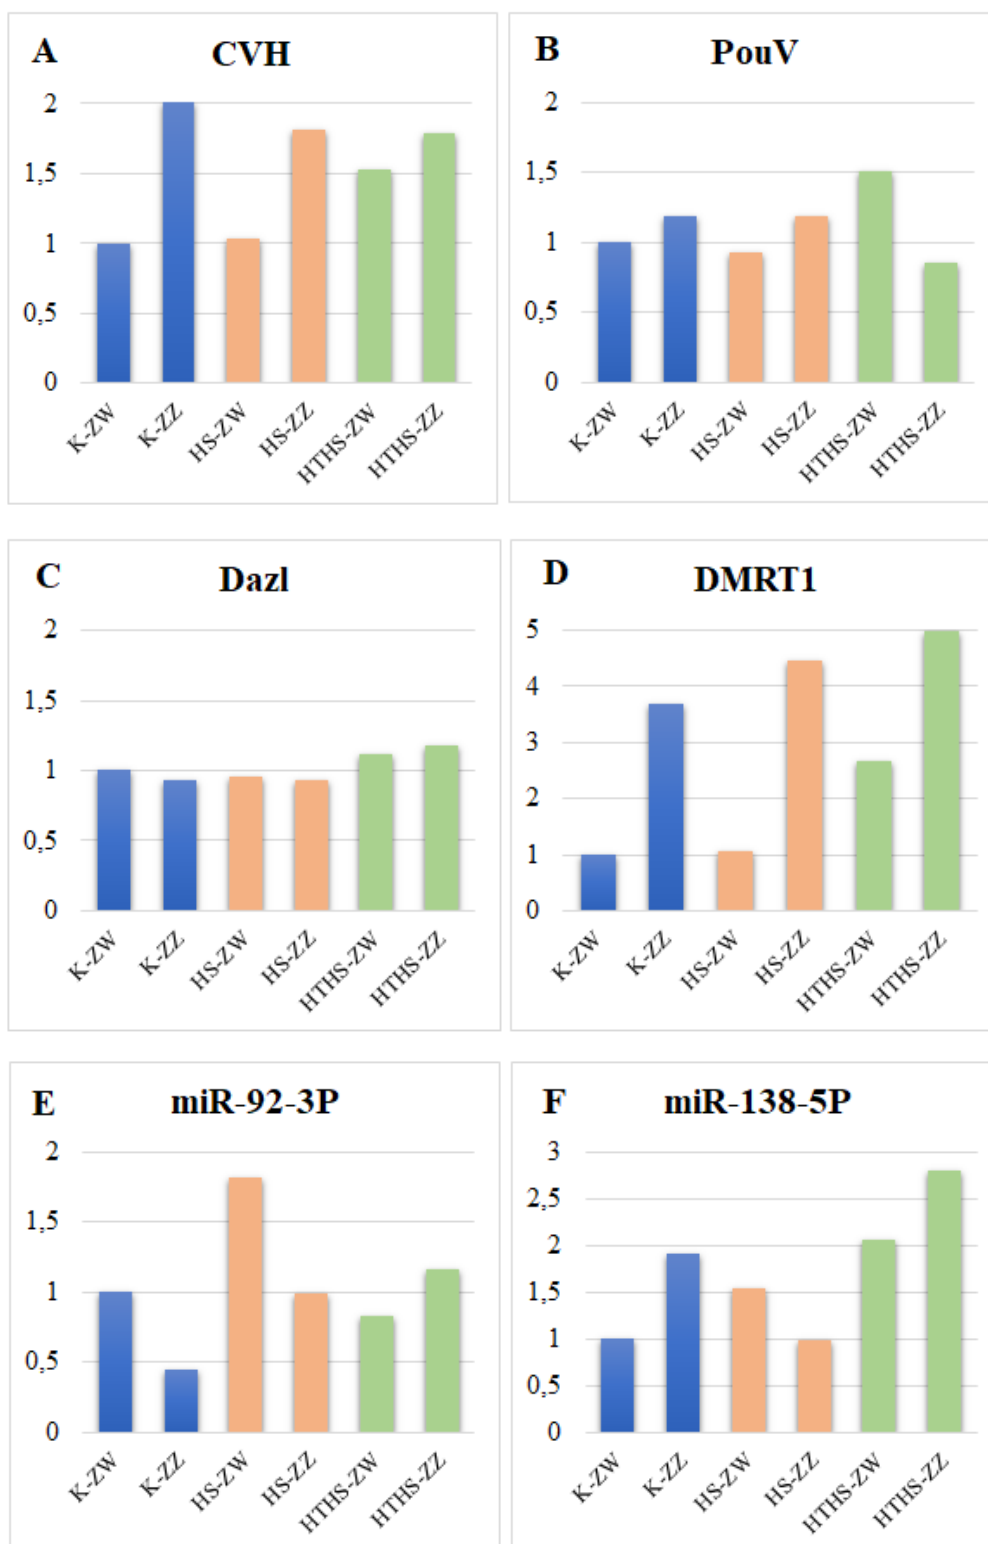 A CVH
2
1,5
1
0,5
0
K-ZW K-ZZ HS-ZW HS-ZZ HTHS-ZW HTHS-ZZ
B PouV
2
1,5
1
0,5
0
K-ZW K-ZZ HS-ZW HS-ZZ HTHS-ZW HTHS-ZZ
C Dazl
2
1,5
1
0,5
0
K-ZW K-ZZ HS-ZW HS-ZZ HTHS-ZW HTHS-ZZ
D DMRT1
5
4
3
2
1
0
K-ZW K-ZZ HS-ZW HS-ZZ HTHS-ZW HTHS-ZZ
E miR-92-3P
2
1,5
1
0,5
0
K-ZW K-ZZ HS-ZW HS-ZZ HTHS-ZW HTHS-ZZ
F miR-138-5P
3
2,5
2
1,5
1
0,5
0
K-ZW K-ZZ HS-ZW HS-ZZ HTHS-ZW HTHS-ZZ